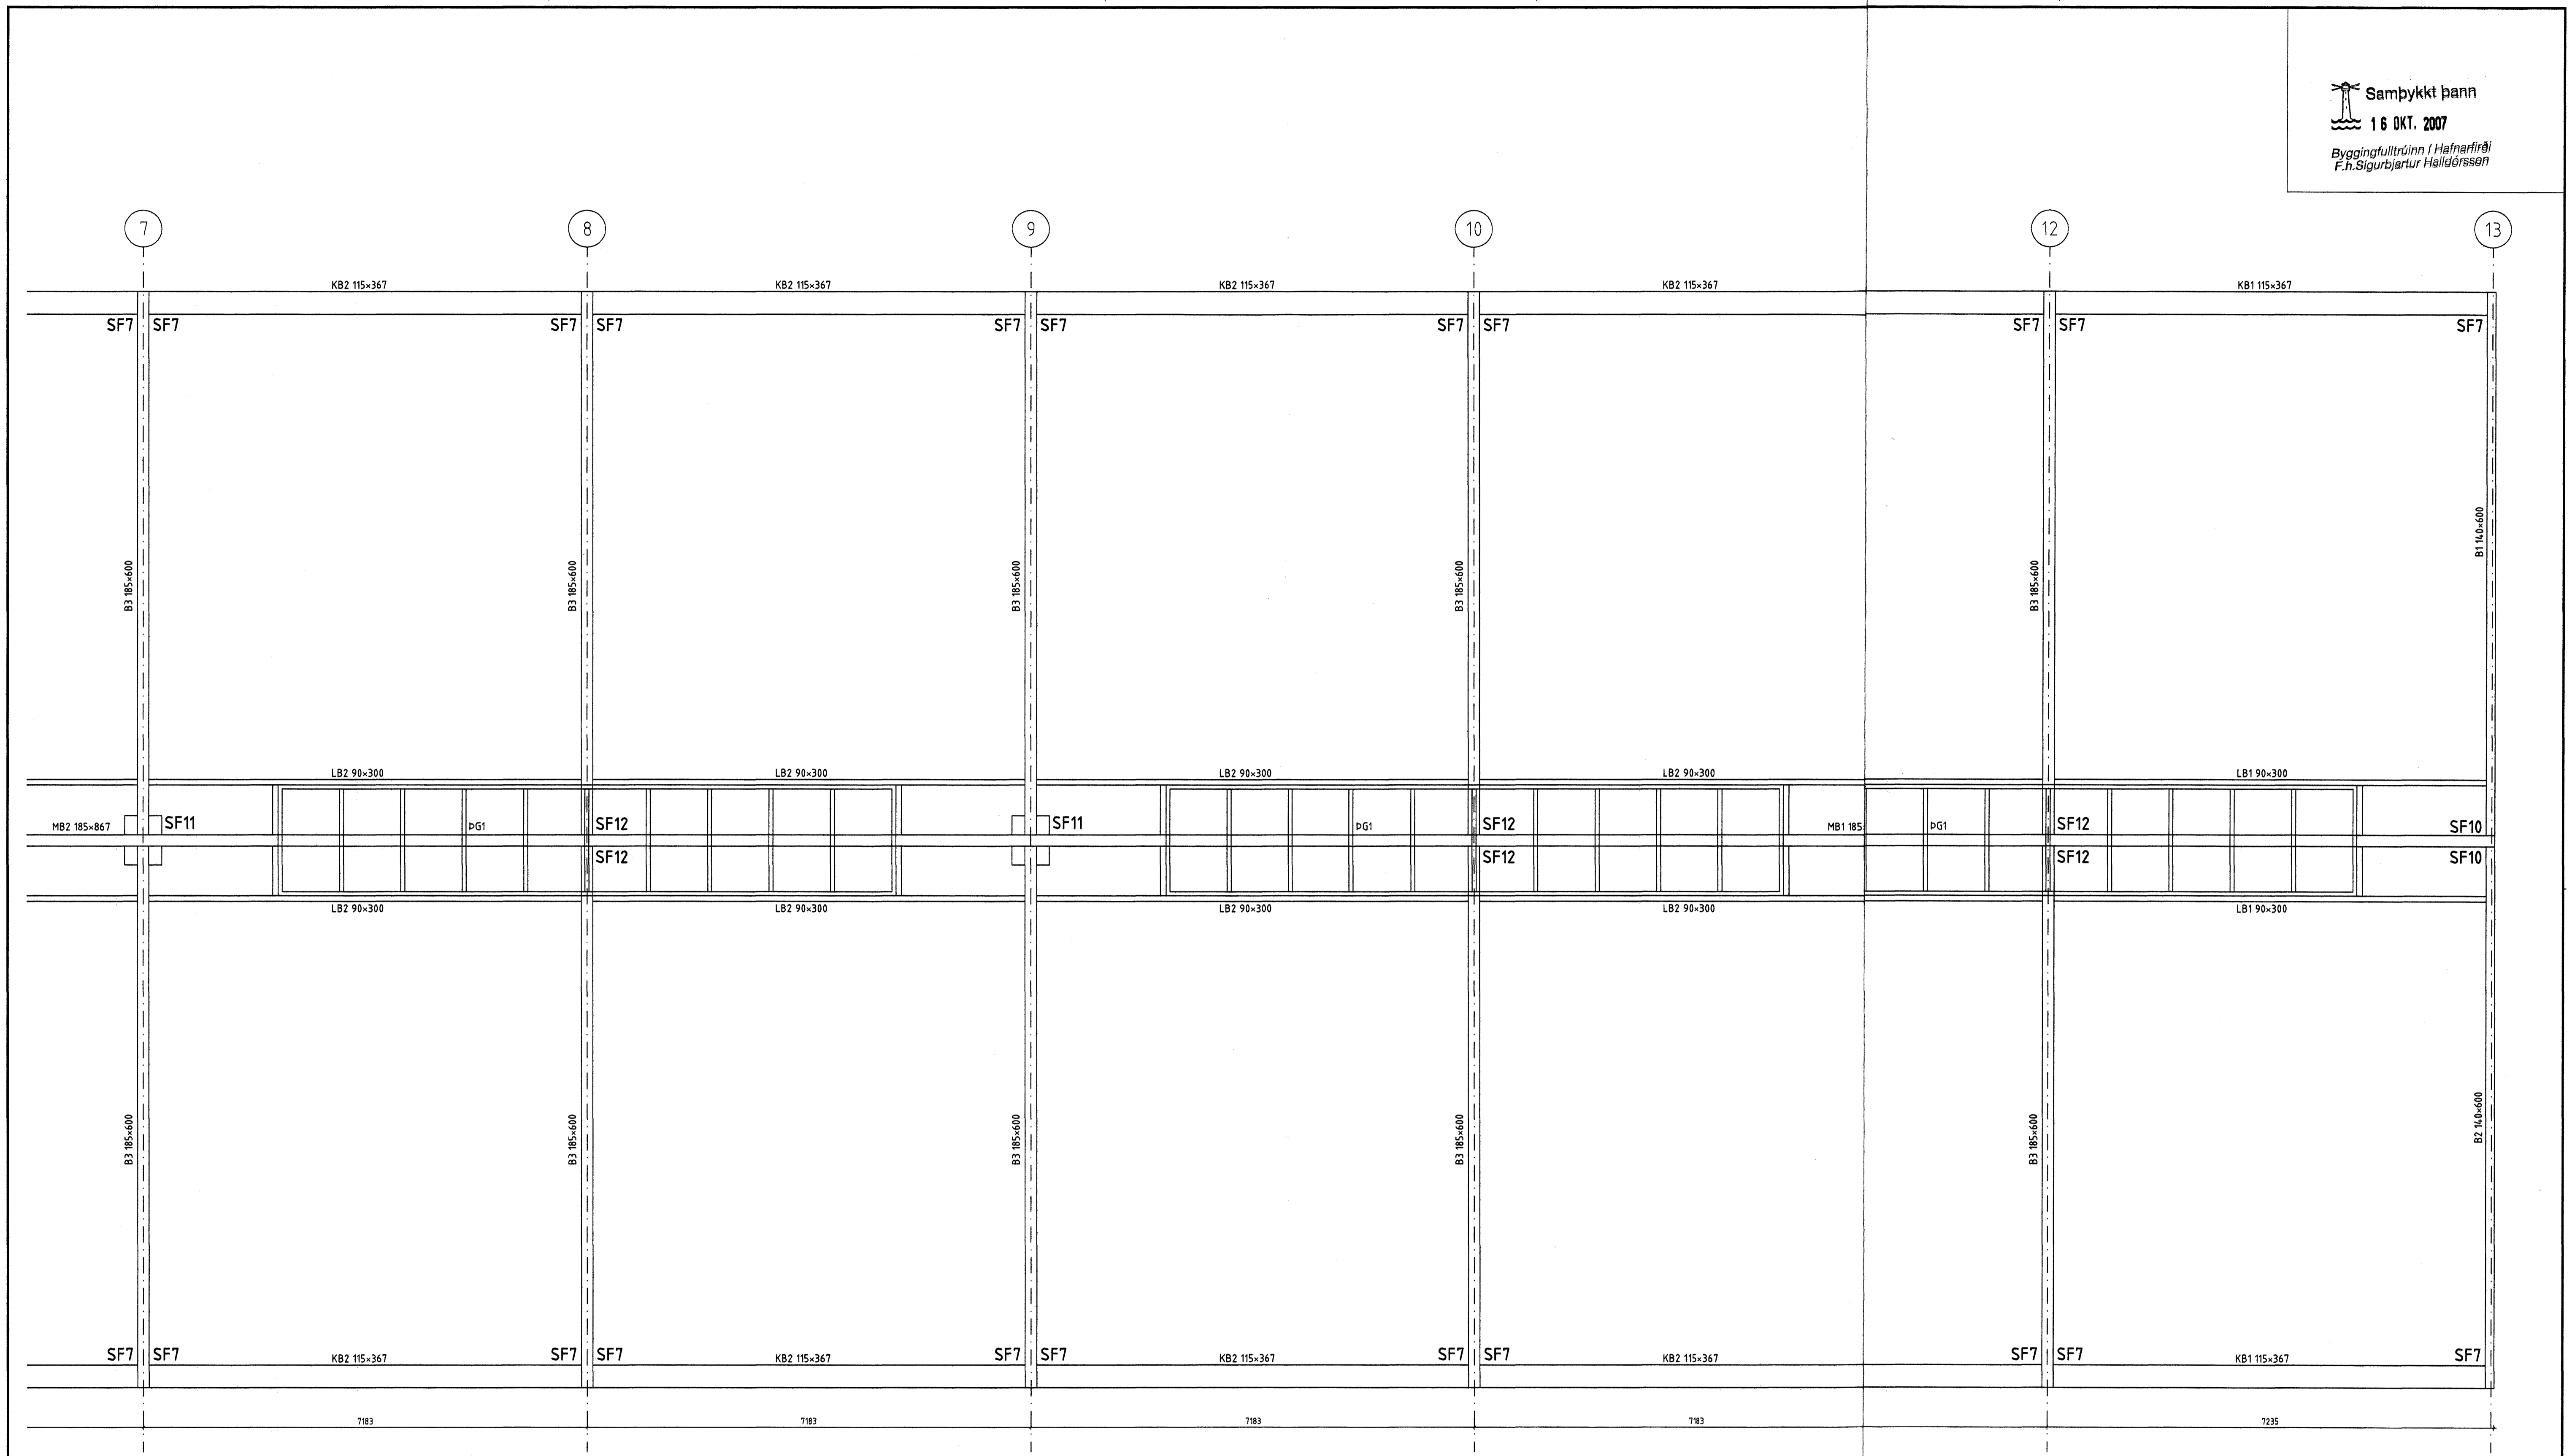 Samþykkt þann
16 OKT. 2007
Byggingfulltrúinn í Hafnarfirði
F.h.Sigurbjartur Halldórsson
7 8 9 10 12 13
KB2 115×367 KB2 115×367 KB2 115×367 KB2 115×367 KB1 115×367
SF7 SF7 SF7 SF7 SF7 SF7 SF7 SF7 SF7 SF7 SF7
B3 185×600 B3 185×600 B3 185×600 B3 185×600 B3 185×600 B1 140×600
LB2 90×300 LB2 90×300 LB2 90×300 LB2 90×300 LB1 90×300
MB2 185×867 SF11 ÞG1 SF12 SF11 ÞG1 SF12 MB1 185 ÞG1 SF12 SF10
SF12 SF12 SF12 SF10
LB2 90×300 LB2 90×300 LB2 90×300 LB2 90×300 LB1 90×300
B3 185×600 B3 185×600 B3 185×600 B3 185×600 B3 185×600 B2 140×600
SF7 SF7 KB2 115×367 SF7 SF7 KB2 115×367 SF7 SF7 KB2 115×367 SF7 SF7 KB2 115×367 SF7 SF7 KB1 115×367 SF7
7183 7183 7183 7183 7235